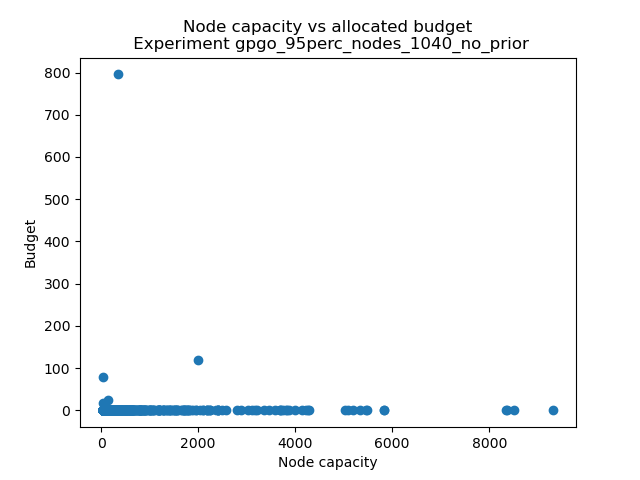 Node capacity vs allocated budget
Experiment gpgo_95perc_nodes_1040_no_prior
800
700
600
500
400
300
200
100
0
Budget
0 2000 4000 6000 8000
Node capacity